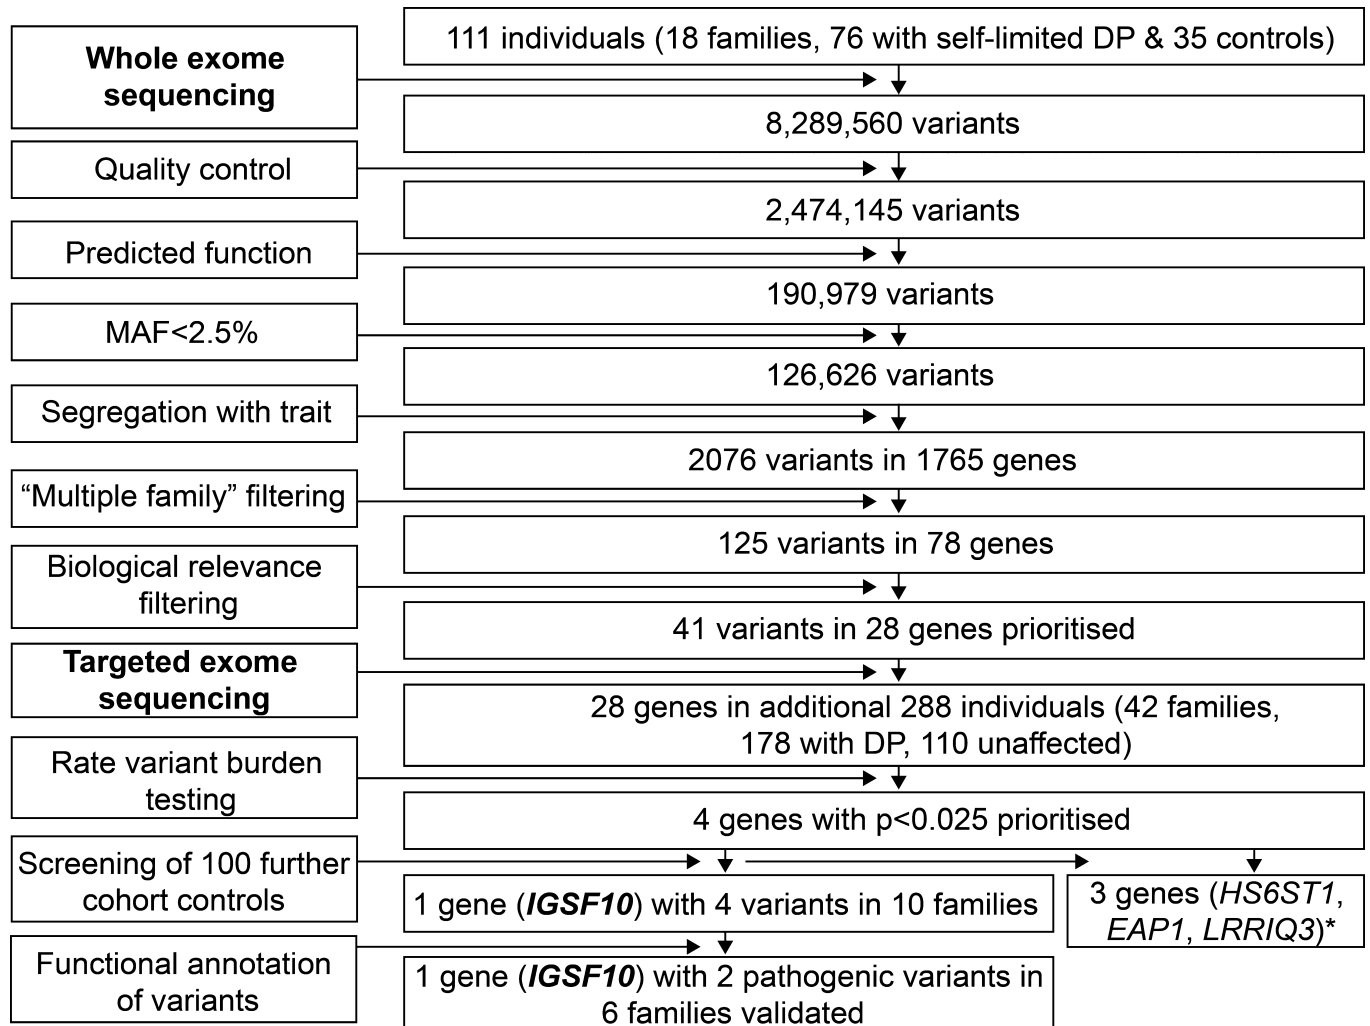 Whole exome
sequencing
111 individuals (18 families, 76 with self-limited DP & 35 controls)
8,289,560 variants
Quality control
2,474,145 variants
Predicted function
190,979 variants
MAF<2.5%
126,626 variants
Segregation with trait
2076 variants in 1765 genes
“Multiple family” filtering
125 variants in 78 genes
Biological relevance
filtering
41 variants in 28 genes prioritised
Targeted exome
sequencing
28 genes in additional 288 individuals (42 families,
178 with DP, 110 unaffected)
Rate variant burden
testing
4 genes with p<0.025 prioritised
Screening of 100 further
cohort controls
1 gene (IGSF10) with 4 variants in 10 families
3 genes (HS6ST1,
EAP1, LRRIQ3)*
Functional annotation
of variants
1 gene (IGSF10) with 2 pathogenic variants in
6 families validated